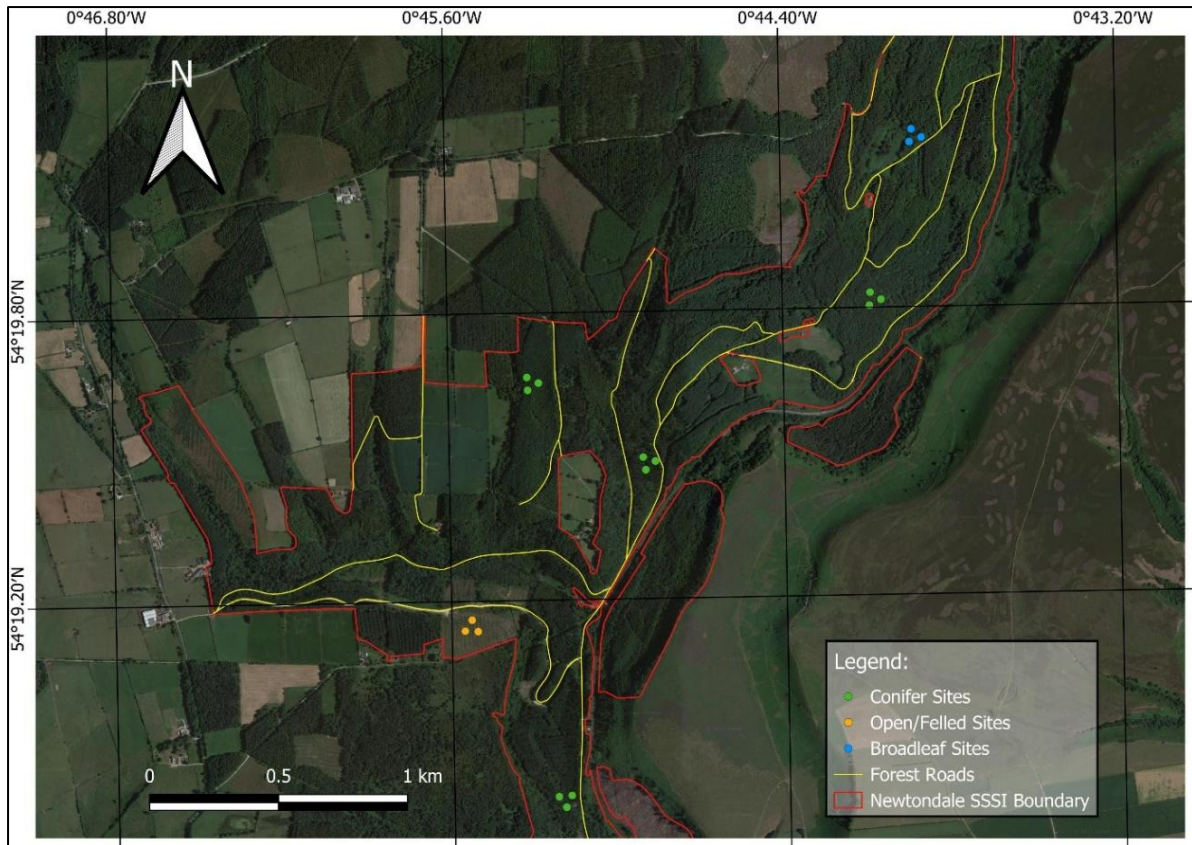 0°46.80'W 0°45.60'W 0°44.40'W 0°43.20'W
N
54°19.80'N
54°19.20'N
Legend:
Conifer Sites
Open/Felled Sites
Broadleaf Sites
Forest Roads
Newtondale SSSI Boundary
0 0.5 1 km